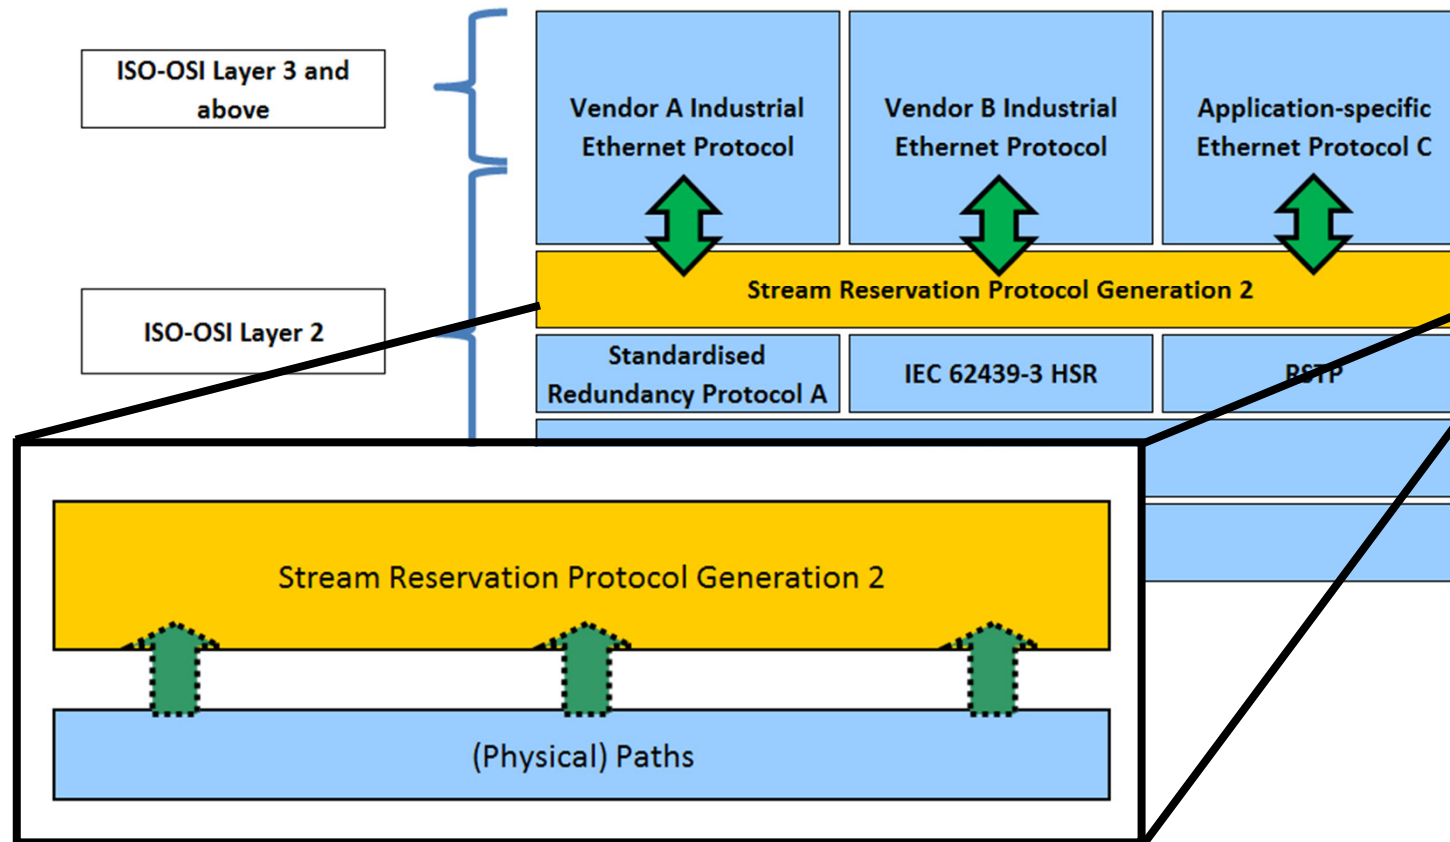 ISO-OSI Layer 3 and
above
Vendor A Industrial
Ethernet Protocol
Vendor B Industrial
Ethernet Protocol
Application-specific
Ethernet Protocol C
Stream Reservation Protocol Generation 2
ISO-OSI Layer 2
Standardised
Redundancy Protocol A
IEC 62439-3 HSR
RSTP
Stream Reservation Protocol Generation 2
(Physical) Paths